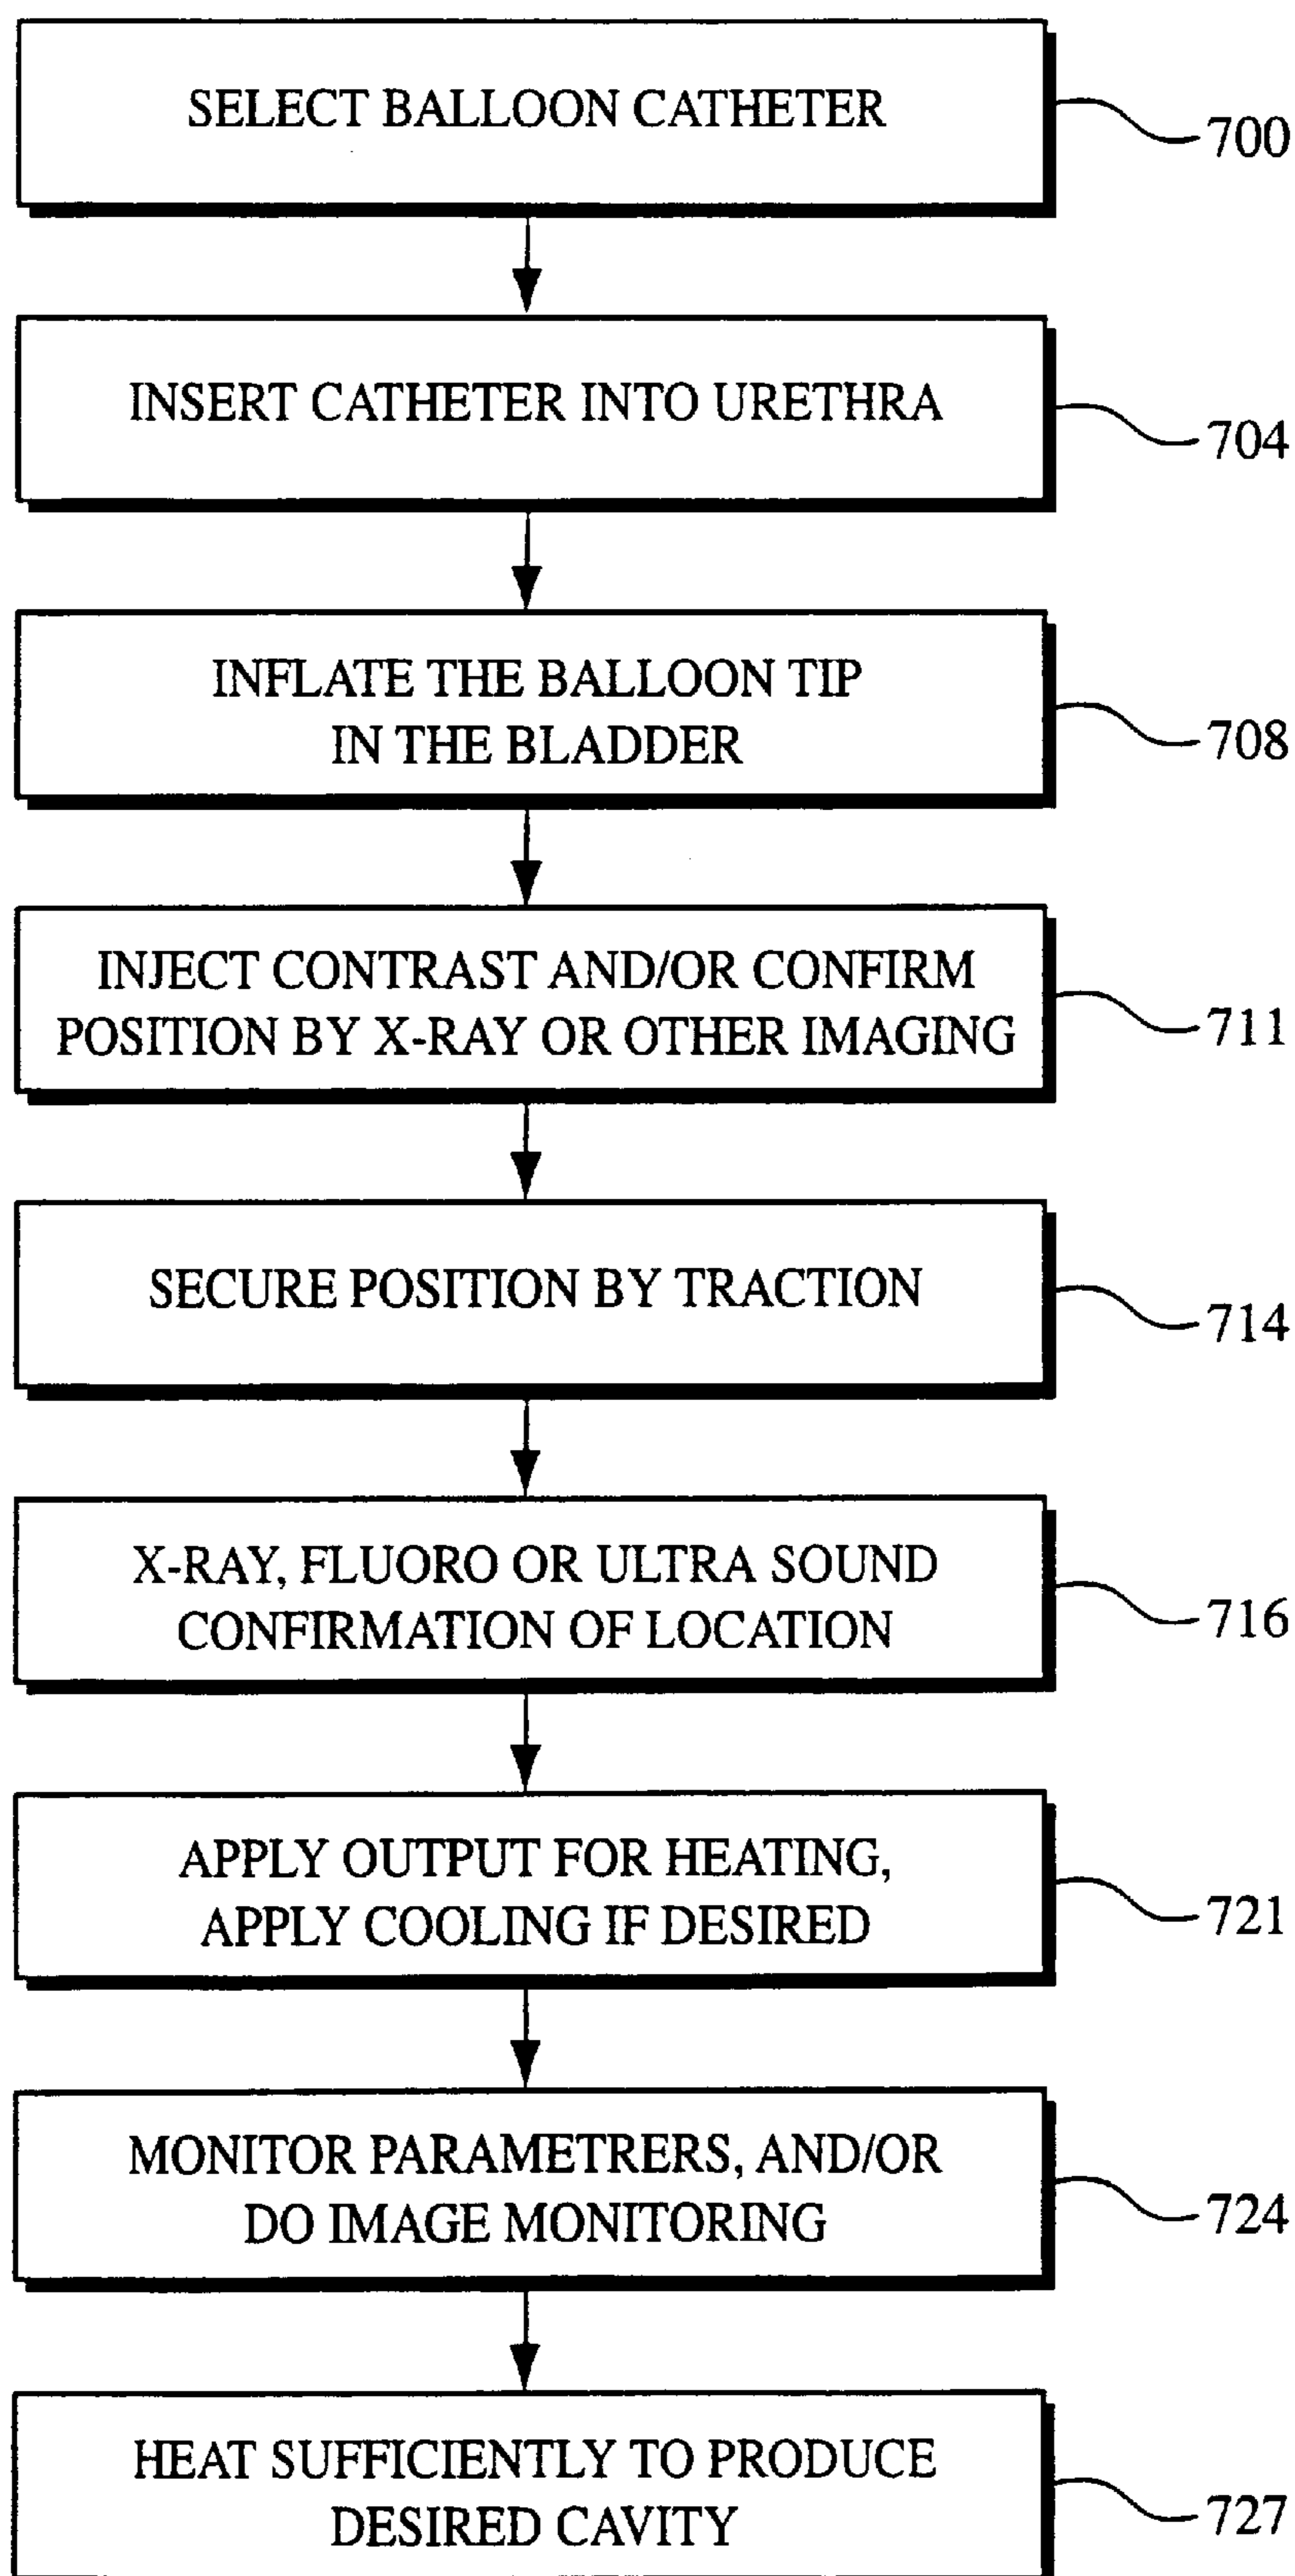 SELECT BALLOON CATHETER
700
INSERT CATHETER INTO URETHRA
704
INFLATE THE BALLOON TIP
IN THE BLADDER
708
INJECT CONTRAST AND/OR CONFIRM
POSITION BY X-RAY OR OTHER IMAGING
711
SECURE POSITION BY TRACTION
714
X-RAY, FLUORO OR ULTRA SOUND
CONFIRMATION OF LOCATION
716
APPLY OUTPUT FOR HEATING,
APPLY COOLING IF DESIRED
721
MONITOR PARAMETRERS, AND/OR
DO IMAGE MONITORING
724
HEAT SUFFICIENTLY TO PRODUCE
DESIRED CAVITY
727